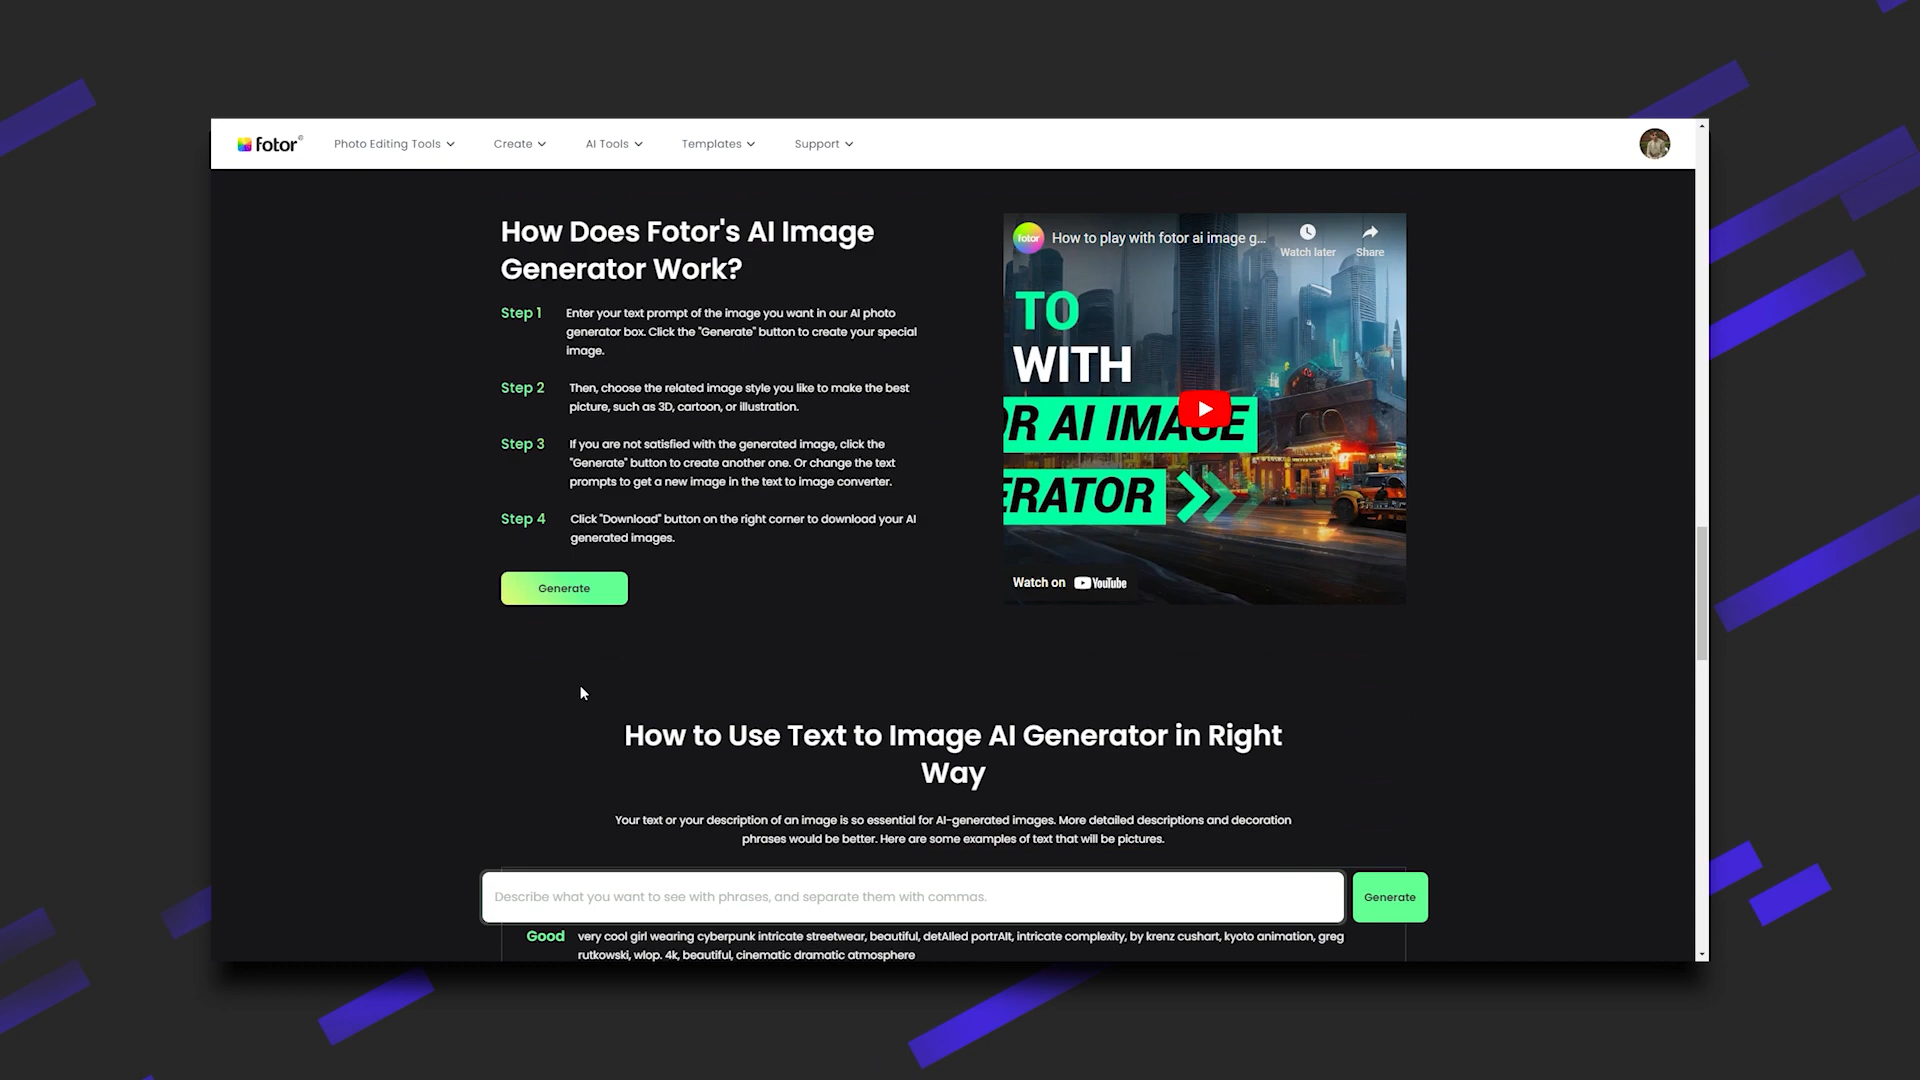 fotor
Photo Editing Tools
Create
AI Tools
Templates
Support
How Does Fotor's AI Image
Generator Work?
Step 1
Enter your text prompt of the image you want in our AI photo
generator box. Click the "Generate" button to create your special
image.
Step 2
Then, choose the related image style you like to make the best
picture, such as 3D, cartoon, or illustration.
Step 3
If you are not satisfied with the generated image, click the
"Generate" button to create another one. Or change the text
prompts to get a new image in the text to image converter.
Step 4
Click "Download" button on the right corner to download your AI
generated images.
Generate
fotor
How to play with fotor ai image g...
Watch later
Share
TO
WITH
OR AI IMAGE
ERATOR
Watch on YouTube
How to Use Text to Image AI Generator in Right
Way
Your text or your description of an image is so essential for AI-generated images. More detailed descriptions and decoration
phrases would be better. Here are some examples of text that will be pictures.
Describe what you want to see with phrases, and separate them with commas.
Generate
Good
very cool girl wearing cyberpunk intricate streetwear, beautiful, detAIled portrAIt, intricate complexity, by krenz cushart, kyoto animation, greg
rutkowski, wlop. 4k, beautiful, cinematic dramatic atmosphere